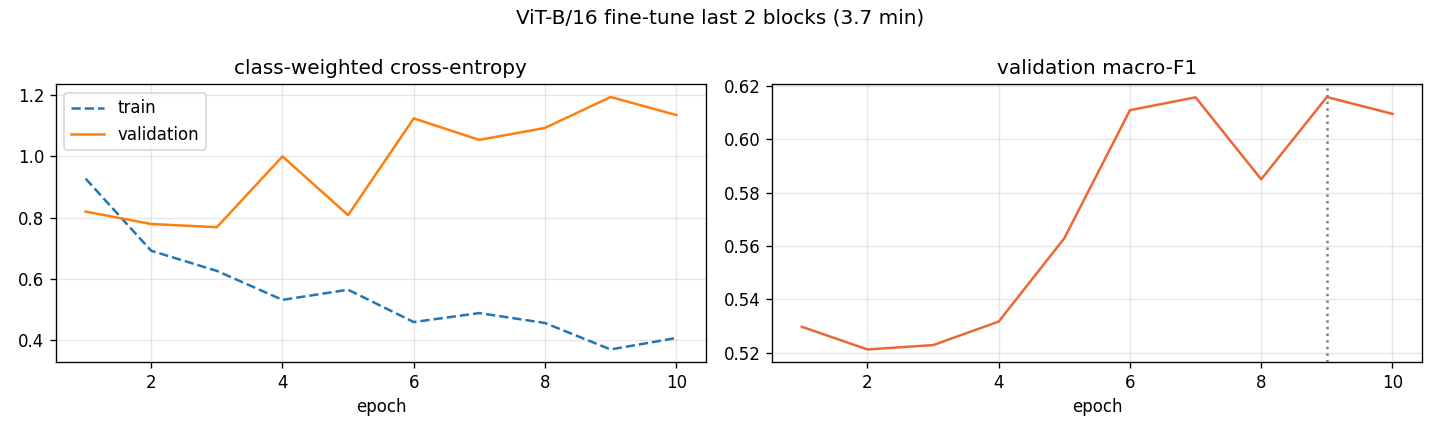 ViT-B/16 fine-tune last 2 blocks (3.7 min)
class-weighted cross-entropy
train
validation
1.2
1.0
0.8
0.6
0.4
2 4 6 8 10
epoch
validation macro-F1
0.62
0.60
0.58
0.56
0.54
0.52
2 4 6 8 10
epoch